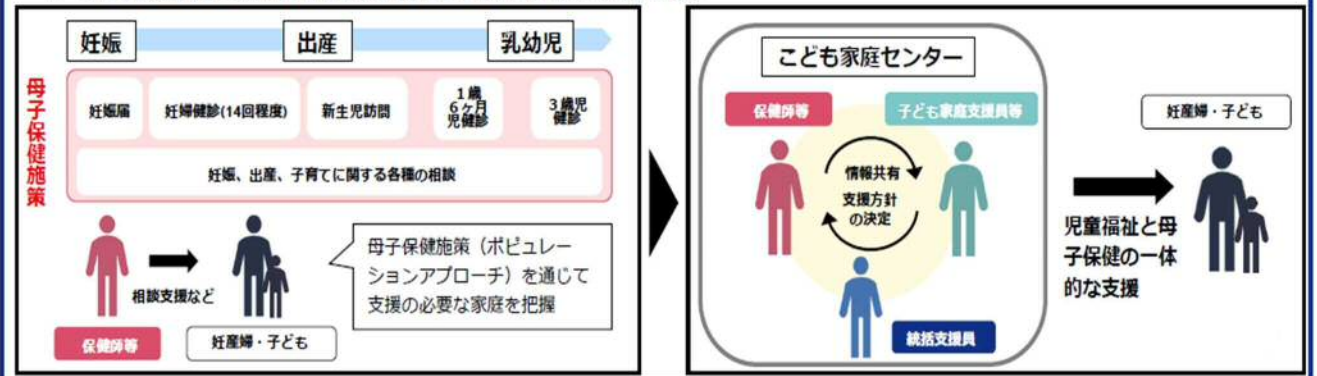 妊娠
出産
乳幼児
母子保健施策
妊娠届
妊婦健診(14回程度)
新生児訪問
1歳
6ヶ月
児健診
3歳児
健診
妊娠、出産、子育てに関する各種の相談
相談支援など
保健師等
妊産婦・子ども
母子保健施策（ポピュレー
ションアプローチ）を通じて
支援の必要な家庭を把握
こども家庭センター
保健師等
子ども家庭支援員等
情報共有
支援方針
の決定
統括支援員
妊産婦・子ども
児童福祉と母
子保健の一体
的な支援